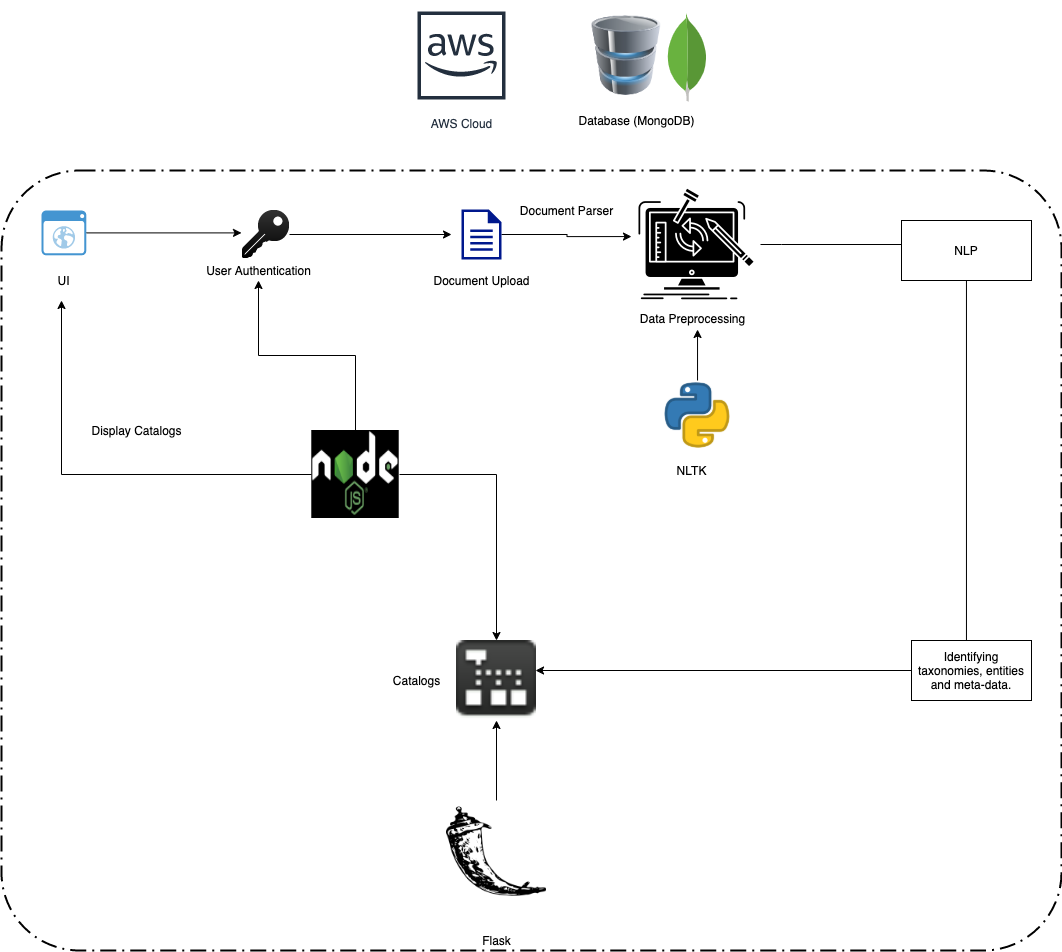 aws
AWS Cloud
Database (MongoDB)
Document Parser
NLP
User Authentication
UI
Document Upload
Data Preprocessing
Display Catalogs
node
JS
NLTK
Identifying
taxonomies, entities
and meta-data.
Catalogs
Flask